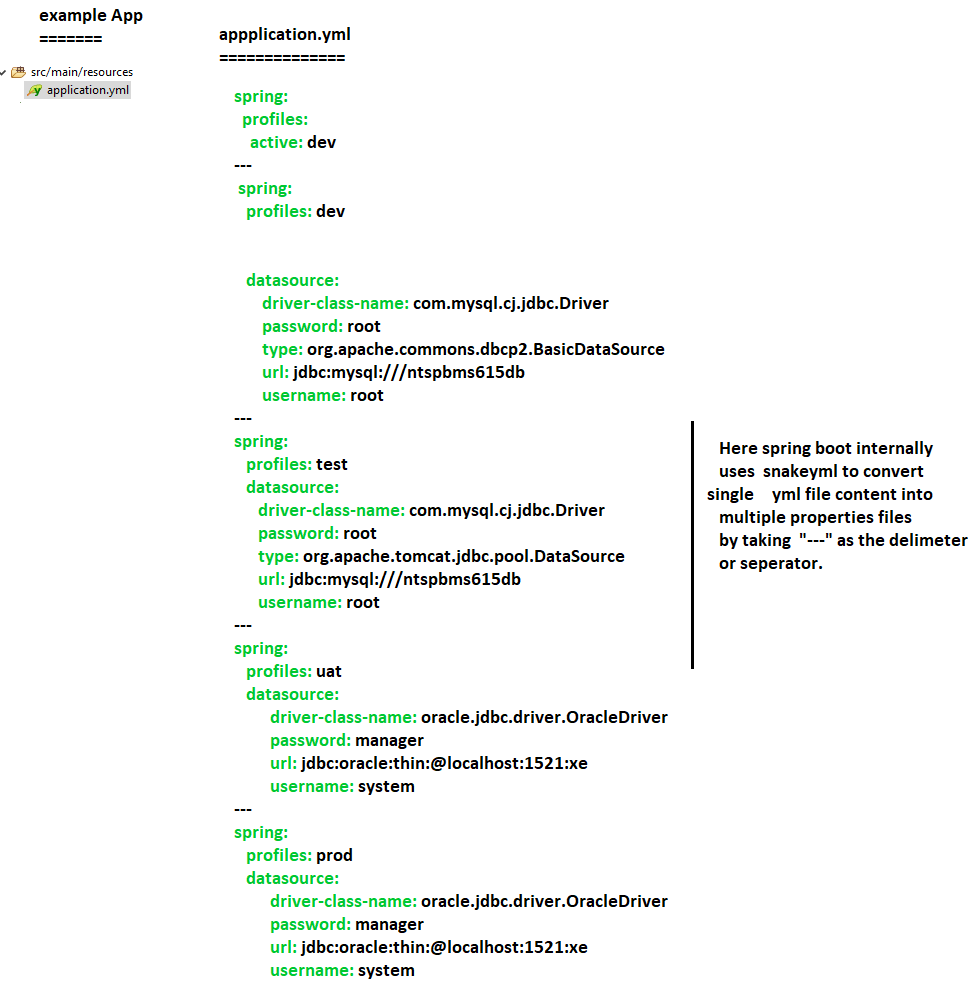 example App
=======
src/main/resources
application.yml
appplication.yml
==============
spring:
profiles:
active: dev
---
spring:
profiles: dev
datasource:
driver-class-name: com.mysql.cj.jdbc.Driver
password: root
type: org.apache.commons.dbcp2.BasicDataSource
url: jdbc:mysql:///ntspbms615db
username: root
---
spring:
profiles: test
datasource:
driver-class-name: com.mysql.cj.jdbc.Driver
password: root
type: org.apache.tomcat.jdbc.pool.DataSource
url: jdbc:mysql:///ntspbms615db
username: root
---
spring:
profiles: uat
datasource:
driver-class-name: oracle.jdbc.driver.OracleDriver
password: manager
url: jdbc:oracle:thin:@localhost:1521:xe
username: system
---
spring:
profiles: prod
datasource:
driver-class-name: oracle.jdbc.driver.OracleDriver
password: manager
url: jdbc:oracle:thin:@localhost:1521:xe
username: system
Here spring boot internally
uses snakeyml to convert
single yml file content into
multiple properties files
by taking "---" as the delimeter
or seperator.